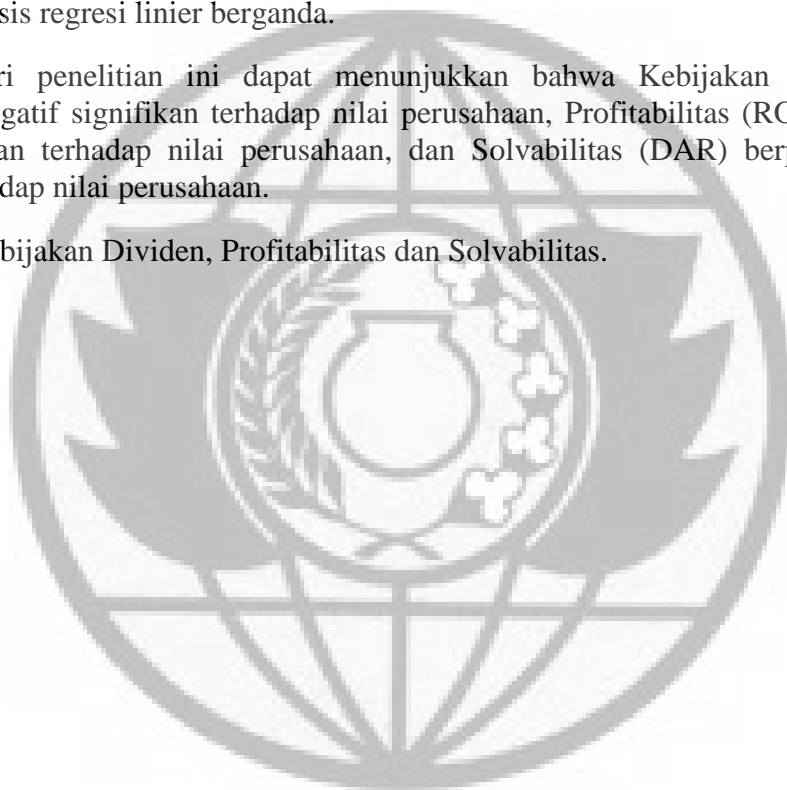 sis regresi linier berganda.
ri penelitian ini dapat menunjukkan bahwa Kebijakan
gatif signifikan terhadap nilai perusahaan, Profitabilitas (RO
an terhadap nilai perusahaan, dan Solvabilitas (DAR) berp
dap nilai perusahaan.
bijakan Dividen, Profitabilitas dan Solvabilitas.